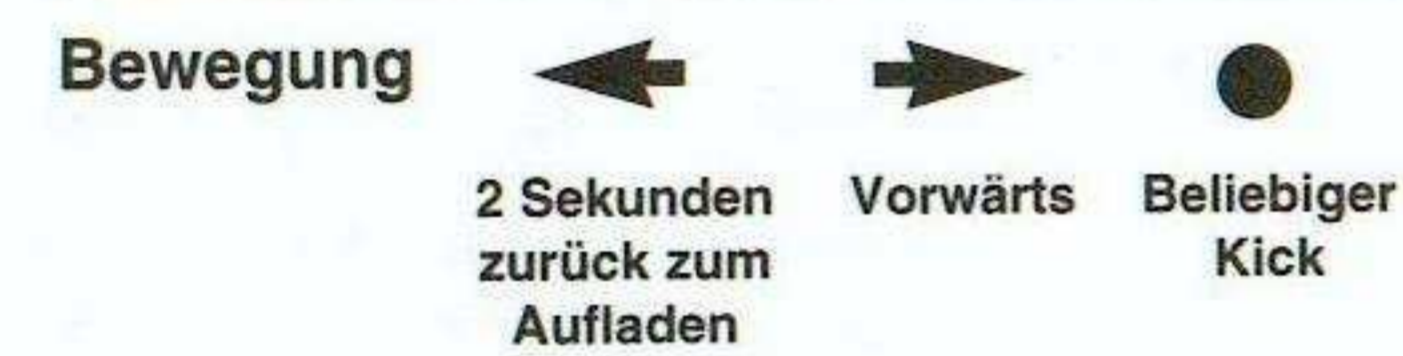 Bewegung
2 Sekunden
zurück zum
Aufladen
Vorwärts
Beliebiger
Kick